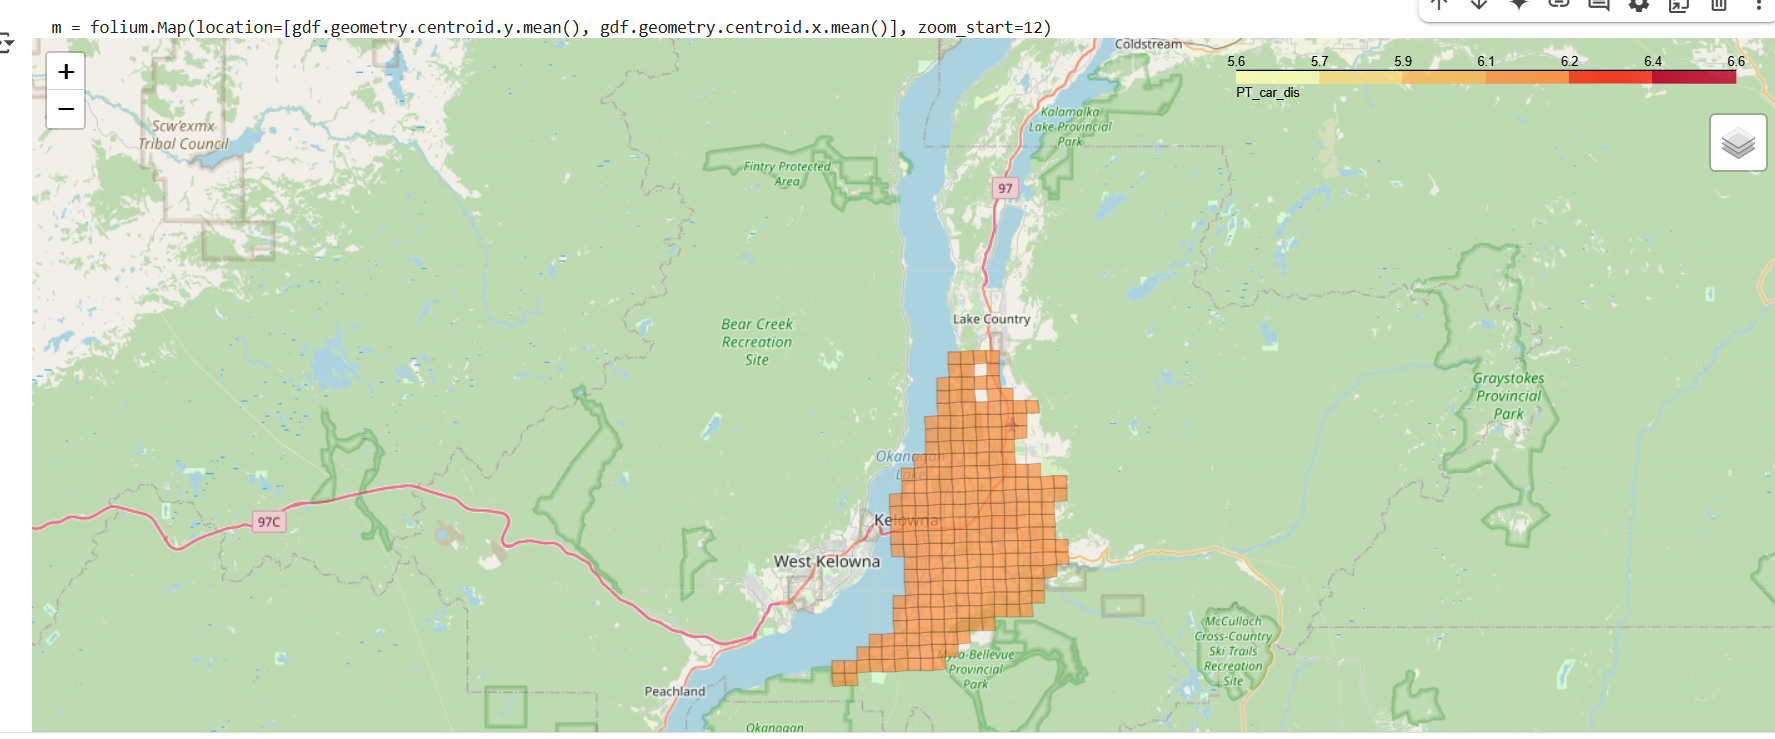 m = folium.Map(location=[gdf.geometry.centroid.y.mean(), gdf.geometry.centroid.x.mean()], zoom_start=12)
+
−
Coldstream
5.6 5.7 5.9 6.1 6.2 6.4 6.6
PT_car_dis
Scw'exmx
Tribal Council
Kalamalka
Lake Provincial
Park
Fintry Protected
Area
97
Lake Country
Bear Creek
Recreation
Site
Graystokes
Provincial
Park
Okanagan
Lake
Kelowna
97C
West Kelowna
McCulloch
Cross-Country
Ski Trails
Recreation
Site
Myra-Bellevue
Provincial
Park
Peachland
Okanagan